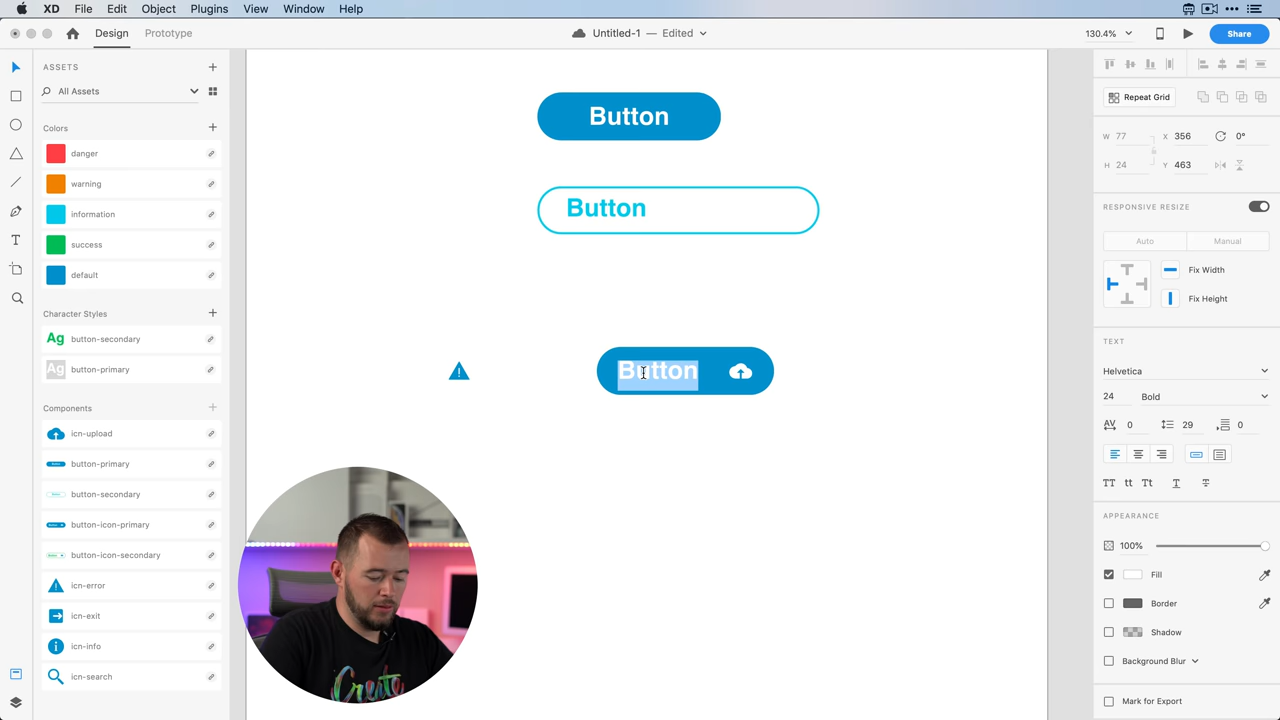 XD File Edit Object Plugins View Window Help
Design Prototype
Untitled-1 — Edited
130.4%
Share
ASSETS
All Assets
Colors
danger
warning
information
success
default
Character Styles
Ag button-secondary
Ag button-primary
Components
icn-upload
button-primary
button-secondary
button-icon-primary
button-icon-secondary
icn-error
icn-exit
icn-info
icn-search
Button
Button
Button
Create
Repeat Grid
W 77 X 356 0°
H 24 Y 463
RESPONSIVE RESIZE
Auto Manual
Fix Width
Fix Height
TEXT
Helvetica
24 Bold
AV 0 29 0
TT tt Tt T T
APPEARANCE
100%
Fill
Border
Shadow
Background Blur
Mark for Export